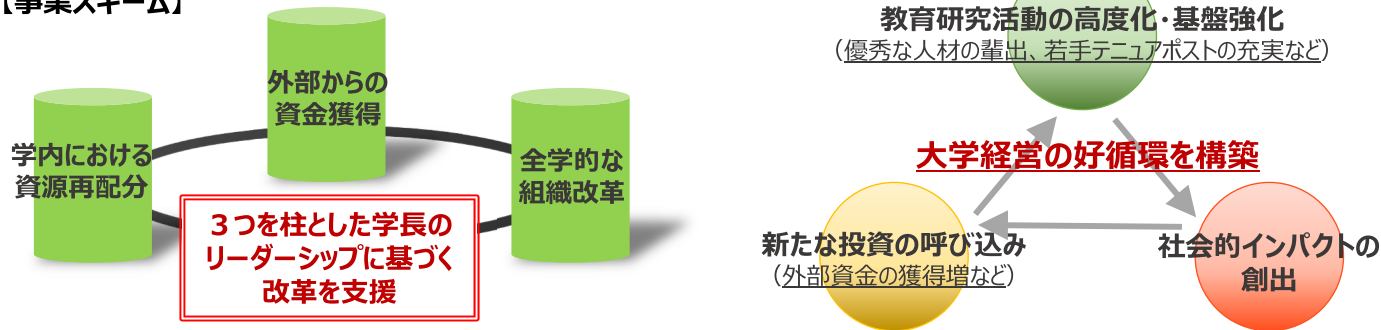 【事業スキーム】
外部からの
資金獲得
学内における
資源再配分
全学的な
組織改革
３つを柱とした学長の
リーダーシップに基づく
改革を支援
教育研究活動の高度化・基盤強化
（優秀な人材の輩出、若手テニュアポストの充実など）
大学経営の好循環を構築
新たな投資の呼び込み
（外部資金の獲得増など）
社会的インパクトの
創出